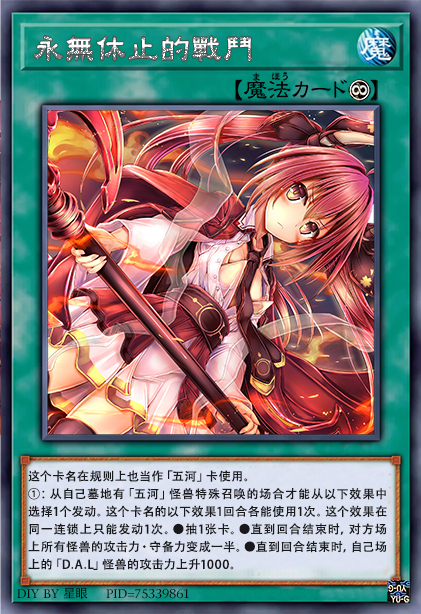 永無休止的戰鬥
魔
【魔法カード∞】
まほう
这个卡名在规则上也当作「五河」卡使用。
①：从自己墓地有「五河」怪兽特殊召唤的场合才能从以下效果中
选择1个发动。这个卡名的以下效果1回合各能使用1次。这个效果在
同一连锁上只能发动1次。●抽1张卡。●直到回合结束时，对方场
上所有怪兽的攻击力·守备力变成一半。●直到回合结束时，自己场
上的「D.A.L」怪兽的攻击力上升1000。
DIY BY 星眼 PID=75339861